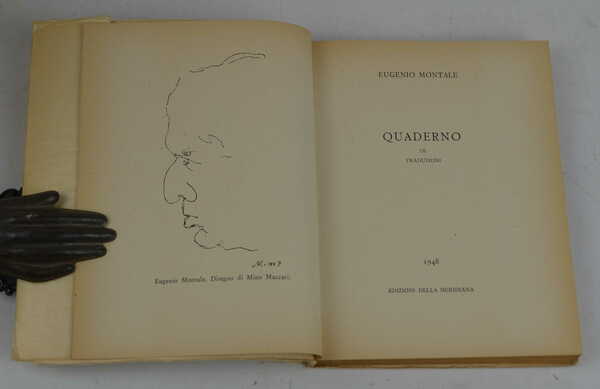 Eugenio Montale. Disegno di Mino Maccari.
EUGENIO MONTALE
QUADERNO
DI
TRADUZIONI
1948
EDIZIONI DELLA MERIDIANA